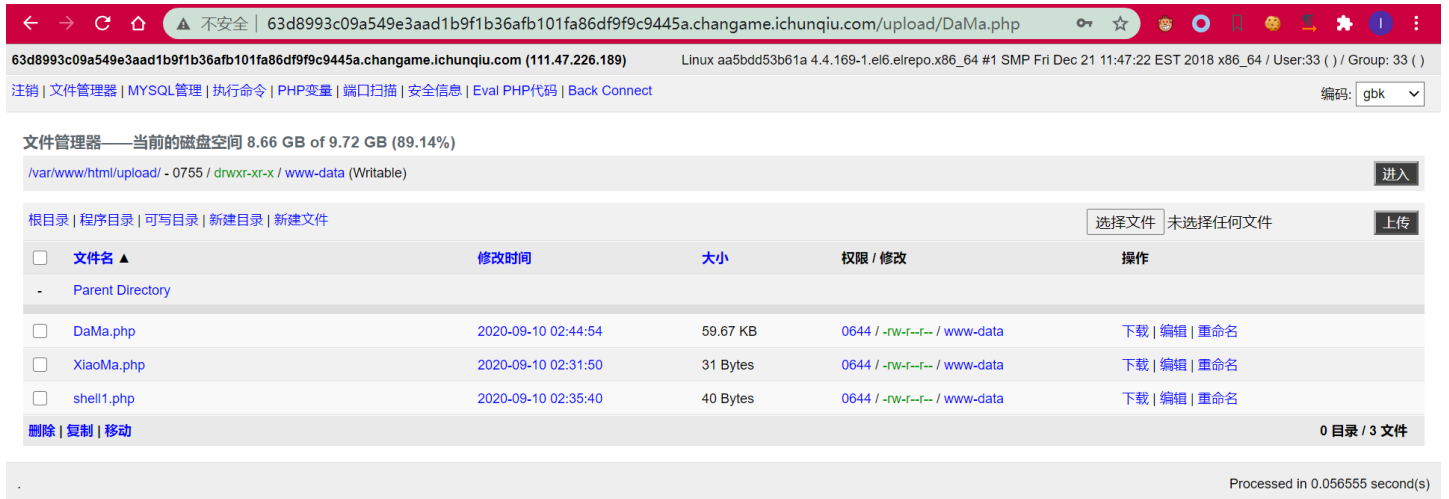 不安全 | 63d8993c09a549e3aad1b9f1b36afb101fa86df9f9c9445a.changame.ichunqiu.com/upload/DaMa.php
63d8993c09a549e3aad1b9f1b36afb101fa86df9f9c9445a.changame.ichunqiu.com (111.47.226.189) Linux aa5bdd53b61a 4.4.169-1.el6.elrepo.x86_64 #1 SMP Fri Dec 21 11:47:22 EST 2018 x86_64 / User:33 ( ) / Group: 33 ( )
注销 | 文件管理器 | MYSQL管理 | 执行命令 | PHP变量 | 端口扫描 | 安全信息 | Eval PHP代码 | Back Connect 编码: gbk
文件管理器——当前的磁盘空间 8.66 GB of 9.72 GB (89.14%)
/var/www/html/upload/ - 0755 / drwxr-xr-x / www-data (Writable) 进入
根目录 | 程序目录 | 可写目录 | 新建目录 | 新建文件 选择文件 未选择任何文件 上传
文件名 ▲ 修改时间 大小 权限 / 修改 操作
- Parent Directory
DaMa.php 2020-09-10 02:44:54 59.67 KB 0644 / -rw-r--r-- / www-data 下载 | 编辑 | 重命名
XiaoMa.php 2020-09-10 02:31:50 31 Bytes 0644 / -rw-r--r-- / www-data 下载 | 编辑 | 重命名
shell1.php 2020-09-10 02:35:40 40 Bytes 0644 / -rw-r--r-- / www-data 下载 | 编辑 | 重命名
删除 | 复制 | 移动 0 目录 / 3 文件
. Processed in 0.056555 second(s)